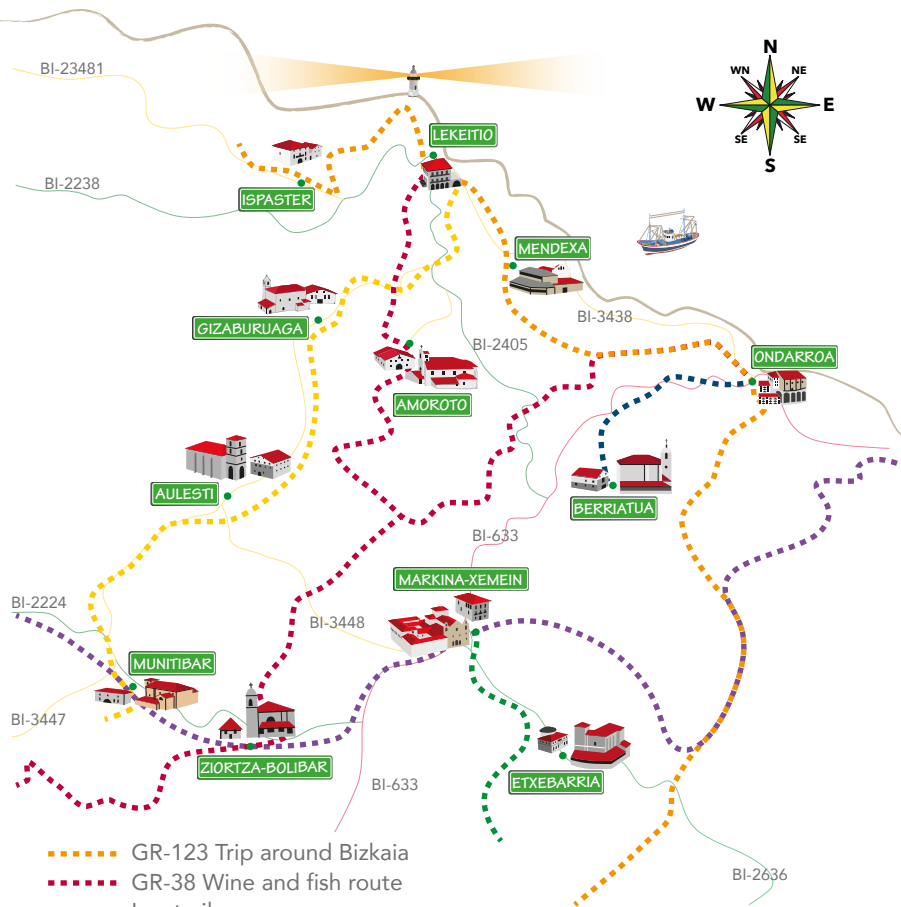 N
WN
NE
W
E
SE
SE
S
BI-23481
LEKEITIO
BI-2238
ISPASTER
MENDEXA
GIZABURUAGA
BI-3438
BI-2405
ONDARROA
AMOROTO
AULESTI
BERRIATUA
BI-633
MARKINA-XEMEIN
BI-2224
BI-3448
MUNITIBAR
BI-3447
ZIORTZA-BOLIBAR
ETXEBARRIA
BI-633
BI-2636
GR-123 Trip around Bizkaia
GR-38 Wine and fish route